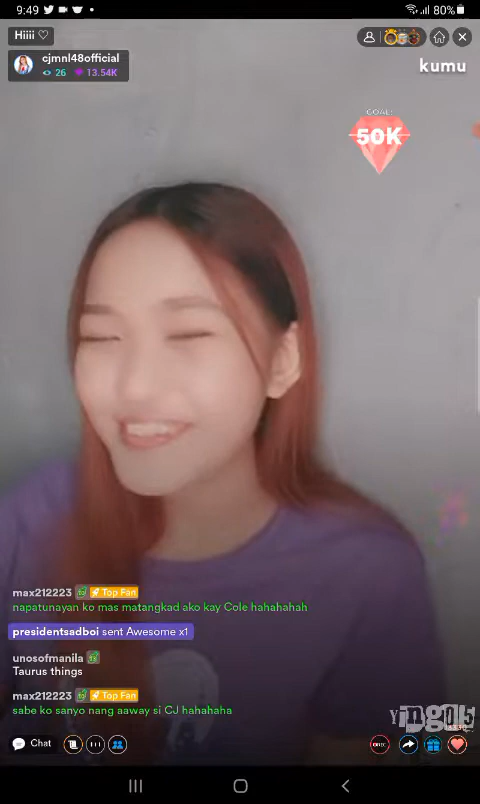 9:49
80%
Hiiii ♡
cjmnl48official
26 13.54K
kumu
GOAL:
50K
max212223 Top Fan
napatunayan ko mas matangkad ako kay Cole hahahahah
presidentsadboi sent Awesome x1
unosofmanila
Taurus things
max212223 Top Fan
sabe ko sanyo nang aaway si CJ hahahaha
Chat